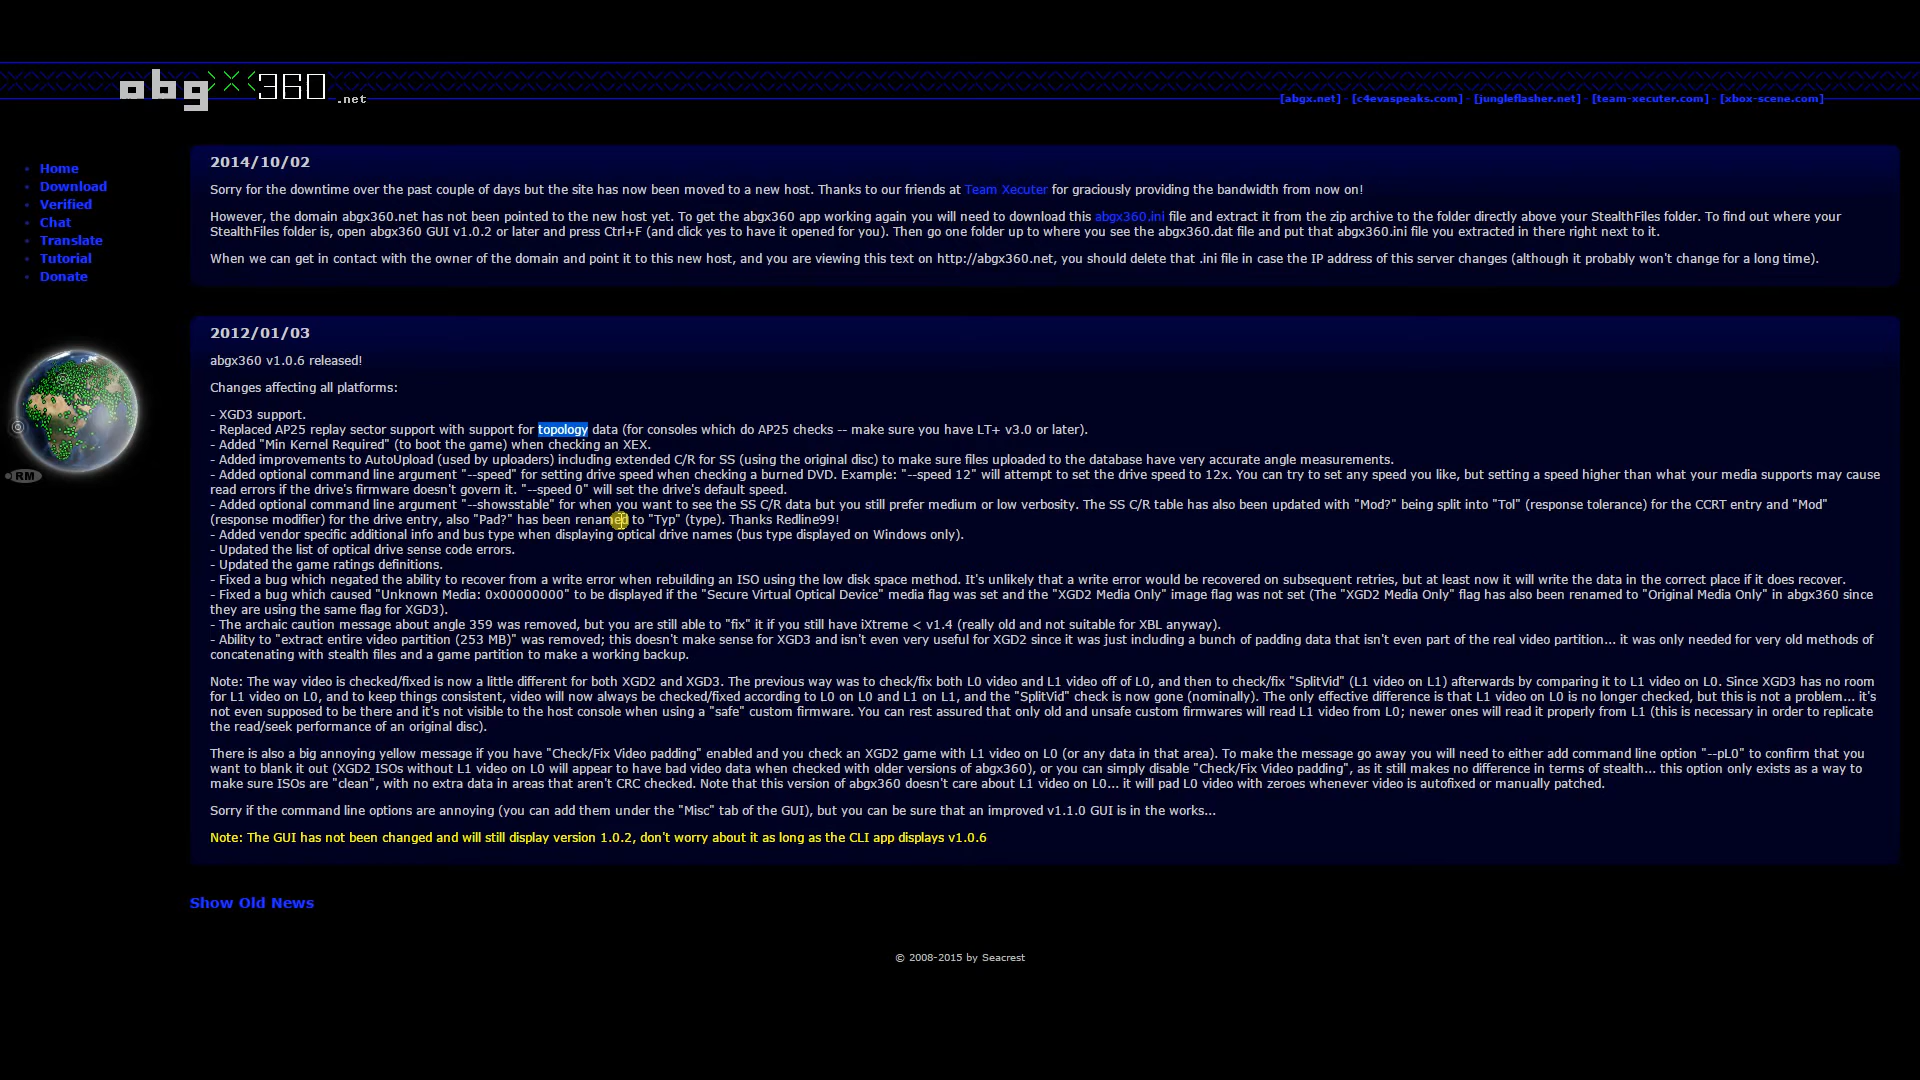 abgx360 .net
[abgx.net] - [c4evaspeaks.com] - [jungleflasher.net] - [team-xecuter.com] - [xbox-scene.com]
Home
Download
Verified
Chat
Translate
Tutorial
Donate
RM
2014/10/02
Sorry for the downtime over the past couple of days but the site has now been moved to a new host. Thanks to our friends at Team Xecuter for graciously providing the bandwidth from now on!
However, the domain abgx360.net has not been pointed to the new host yet. To get the abgx360 app working again you will need to download this abgx360.ini file and extract it from the zip archive to the folder directly above your StealthFiles folder. To find out where your
StealthFiles folder is, open abgx360 GUI v1.0.2 or later and press Ctrl+F (and click yes to have it opened for you). Then go one folder up to where you see the abgx360.dat file and put that abgx360.ini file you extracted in there right next to it.
When we can get in contact with the owner of the domain and point it to this new host, and you are viewing this text on http://abgx360.net, you should delete that .ini file in case the IP address of this server changes (although it probably won't change for a long time).
2012/01/03
abgx360 v1.0.6 released!
Changes affecting all platforms:
- XGD3 support.
- Replaced AP25 replay sector support with support for topology data (for consoles which do AP25 checks -- make sure you have LT+ v3.0 or later).
- Added "Min Kernel Required" (to boot the game) when checking an XEX.
- Added improvements to AutoUpload (used by uploaders) including extended C/R for SS (using the original disc) to make sure files uploaded to the database have very accurate angle measurements.
- Added optional command line argument "--speed" for setting drive speed when checking a burned DVD. Example: "--speed 12" will attempt to set the drive speed to 12x. You can try to set any speed you like, but setting a speed higher than what your media supports may cause
read errors if the drive's firmware doesn't govern it. "--speed 0" will set the drive's default speed.
- Added optional command line argument "--showsstable" for when you want to see the SS C/R data but you still prefer medium or low verbosity. The SS C/R table has also been updated with "Mod?" being split into "Tol" (response tolerance) for the CCRT entry and "Mod"
(response modifier) for the drive entry, also "Pad?" has been renamed to "Typ" (type). Thanks Redline99!
- Added vendor specific additional info and bus type when displaying optical drive names (bus type displayed on Windows only).
- Updated the list of optical drive sense code errors.
- Updated the game ratings definitions.
- Fixed a bug which negated the ability to recover from a write error when rebuilding an ISO using the low disk space method. It's unlikely that a write error would be recovered on subsequent retries, but at least now it will write the data in the correct place if it does recover.
- Fixed a bug which caused "Unknown Media: 0x00000000" to be displayed if the "Secure Virtual Optical Device" media flag was set and the "XGD2 Media Only" image flag was not set (The "XGD2 Media Only" flag has also been renamed to "Original Media Only" in abgx360 since
they are using the same flag for XGD3).
- The archaic caution message about angle 359 was removed, but you are still able to "fix" it if you still have iXtreme < v1.4 (really old and not suitable for XBL anyway).
- Ability to "extract entire video partition (253 MB)" was removed; this doesn't make sense for XGD3 and isn't even very useful for XGD2 since it was just including a bunch of padding data that isn't even part of the real video partition... it was only needed for very old methods of
concatenating with stealth files and a game partition to make a working backup.
Note: The way video is checked/fixed is now a little different for both XGD2 and XGD3. The previous way was to check/fix both L0 video and L1 video off of L0, and then to check/fix "SplitVid" (L1 video on L1) afterwards by comparing it to L1 video on L0. Since XGD3 has no room
for L1 video on L0, and to keep things consistent, video will now always be checked/fixed according to L0 on L0 and L1 on L1, and the "SplitVid" check is now gone (nominally). The only effective difference is that L1 video on L0 is no longer checked, but this is not a problem... it's
not even supposed to be there and it's not visible to the host console when using a "safe" custom firmware. You can rest assured that only old and unsafe custom firmwares will read L1 video from L0; newer ones will read it properly from L1 (this is necessary in order to replicate
the read/seek performance of an original disc).
There is also a big annoying yellow message if you have "Check/Fix Video padding" enabled and you check an XGD2 game with L1 video on L0 (or any data in that area). To make the message go away you will need to either add command line option "--pL0" to confirm that you
want to blank it out (XGD2 ISOs without L1 video on L0 will appear to have bad video data when checked with older versions of abgx360), or you can simply disable "Check/Fix Video padding", as it still makes no difference in terms of stealth... this option only exists as a way to
make sure ISOs are "clean", with no extra data in areas that aren't CRC checked. Note that this version of abgx360 doesn't care about L1 video on L0... it will pad L0 video with zeroes whenever video is autofixed or manually patched.
Sorry if the command line options are annoying (you can add them under the "Misc" tab of the GUI), but you can be sure that an improved v1.1.0 GUI is in the works...
Note: The GUI has not been changed and will still display version 1.0.2, don't worry about it as long as the CLI app displays v1.0.6
Show Old News
© 2008-2015 by Seacrest